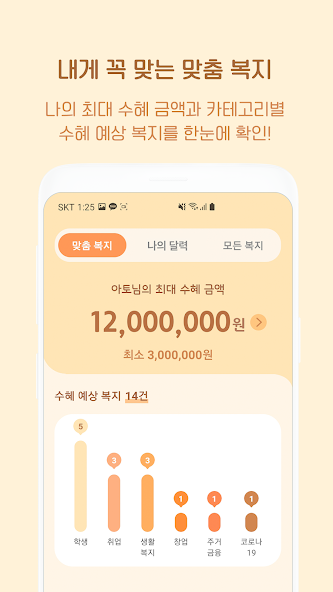 내게 꼭 맞는 맞춤 복지
나의 최대 수혜 금액과 카테고리별
수혜 예상 복지를 한눈에 확인!
SKT 1:25
맞춤 복지 나의 달력 모든 복지
아토님의 최대 수혜 금액
12,000,000원
최소 3,000,000원
수혜 예상 복지 14건
5
3 3
1 1 1
학생 취업 생활 창업 주거 코로나
복지 금융 19